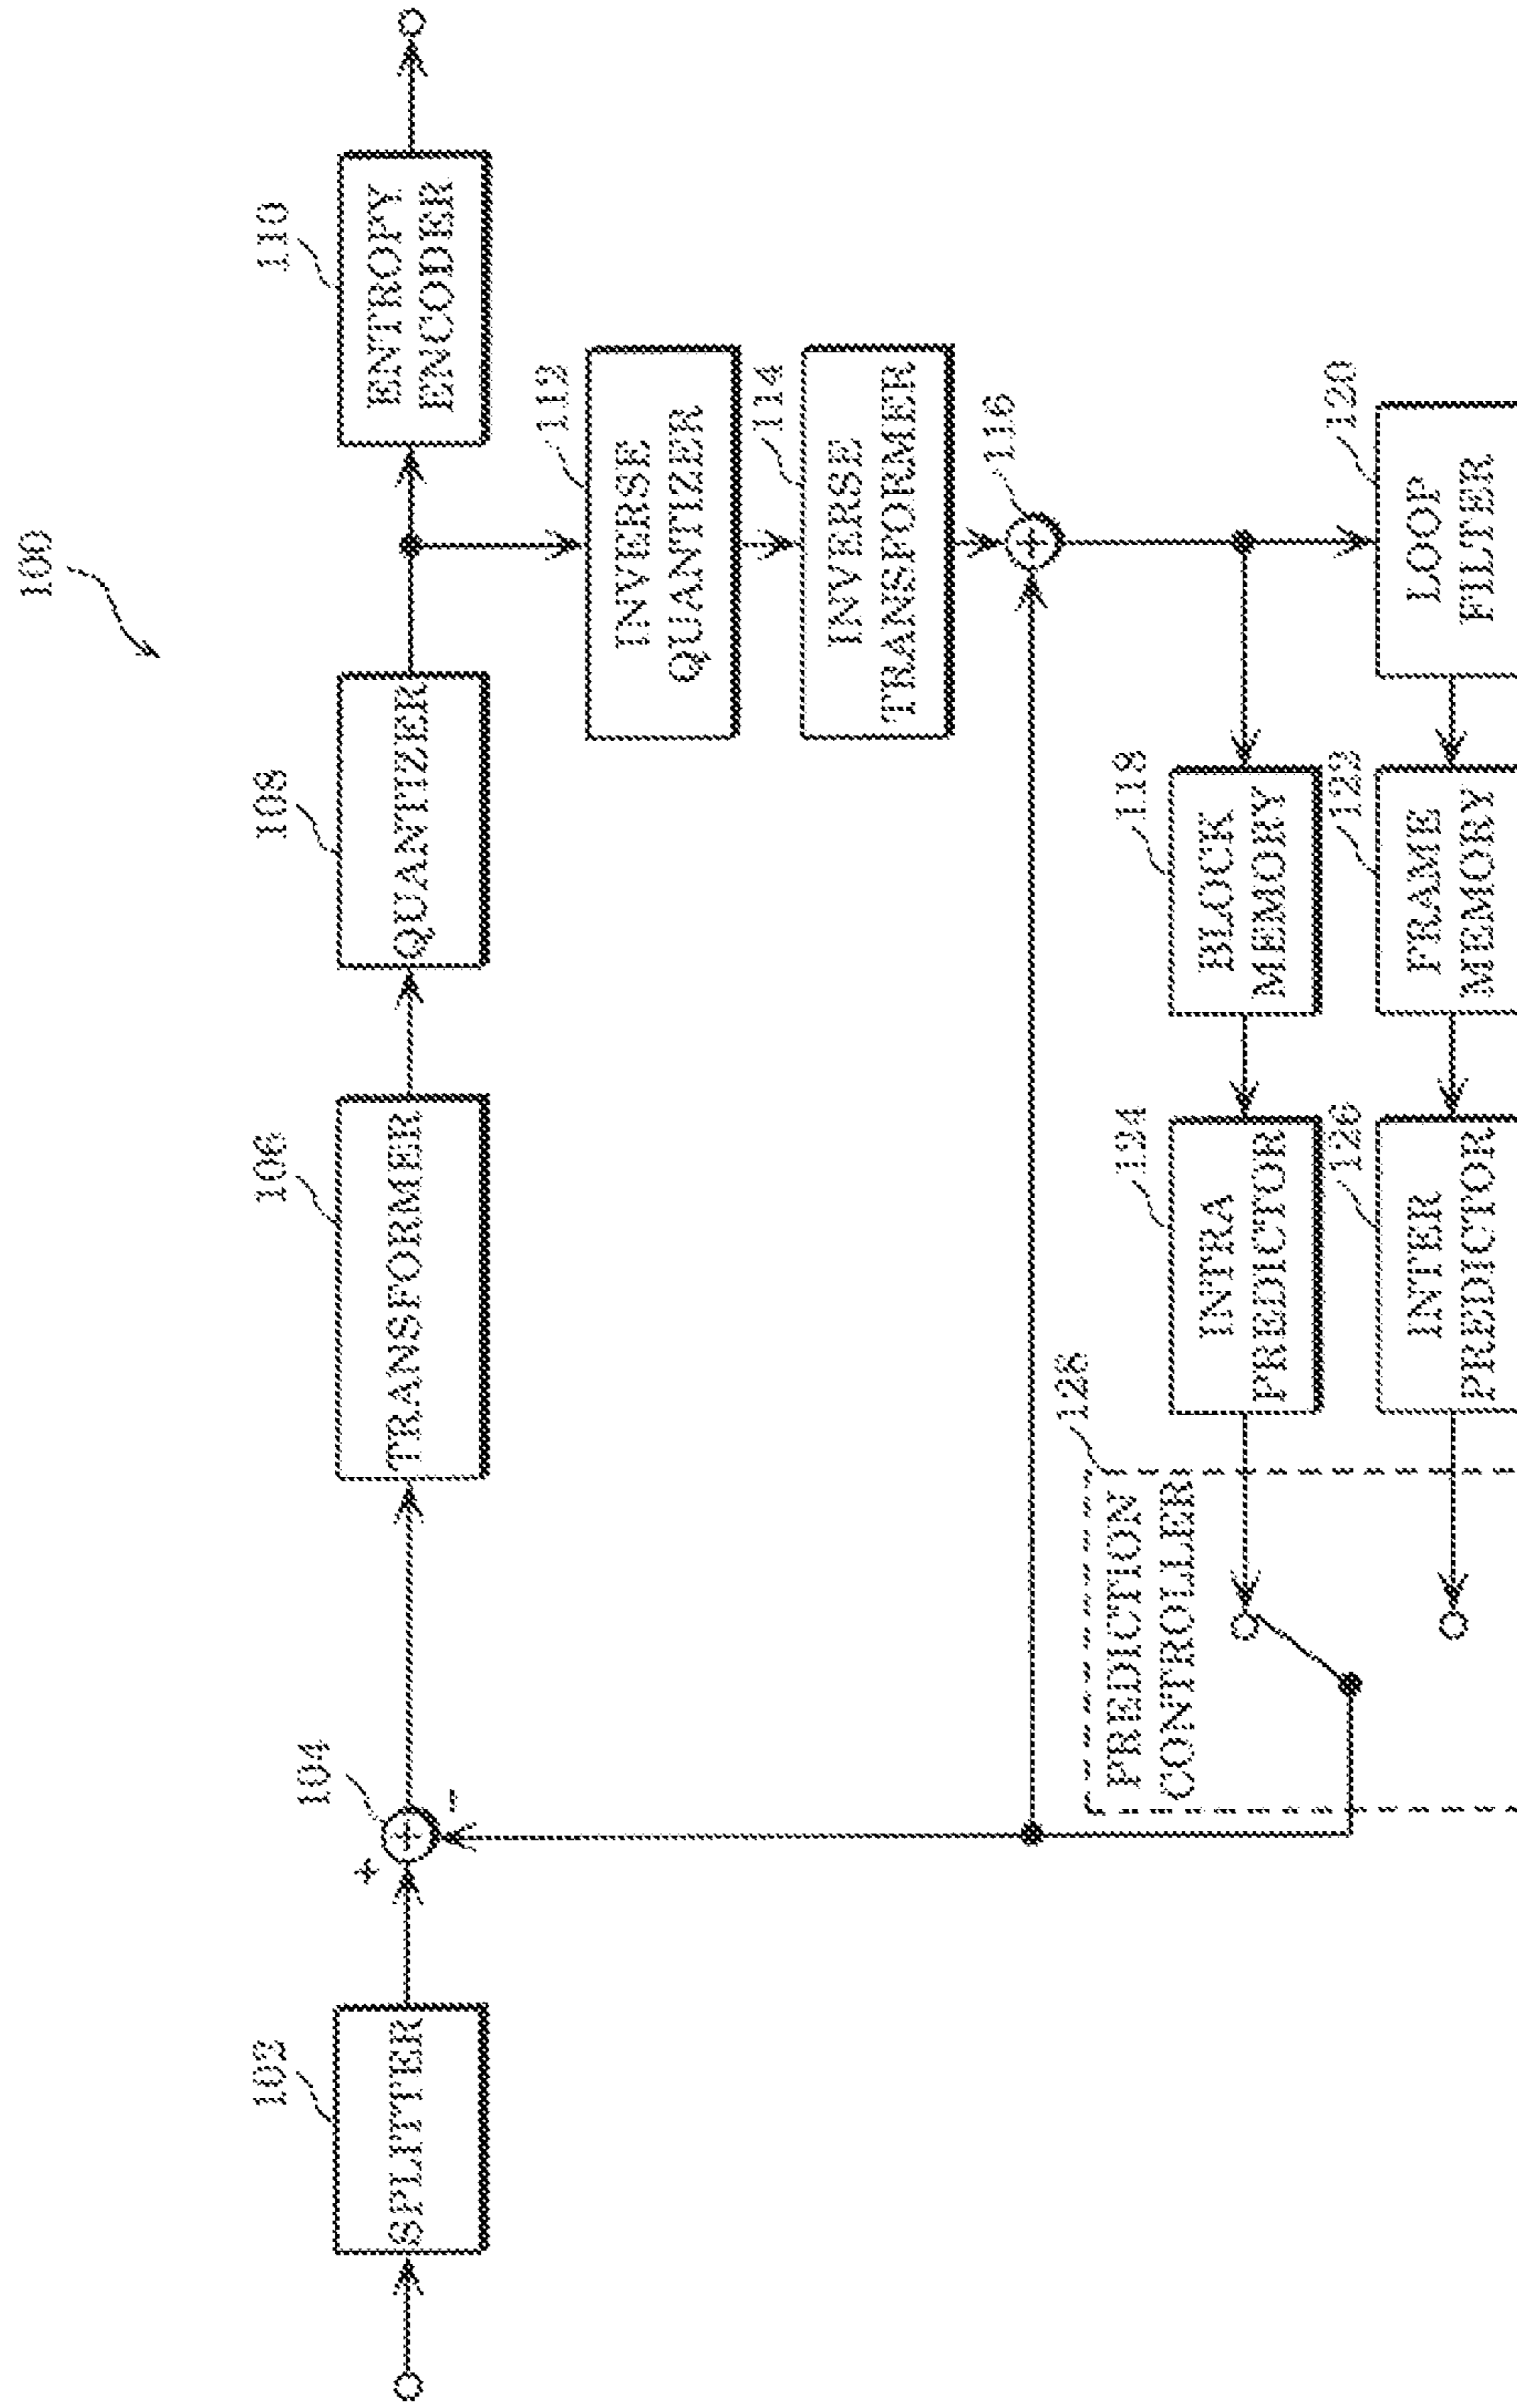 100
102
SPLITTER
104
+
-
106
TRANSFORMER
108
QUANTIZER
110
ENTROPY
ENCODER
112
INVERSE
QUANTIZER
114
INVERSE
TRANSFORMER
116
+
128
PREDICTION
CONTROLLER
124
INTRA
PREDICTOR
118
BLOCK
MEMORY
126
INTER
PREDICTOR
122
FRAME
MEMORY
120
LOOP
FILTER